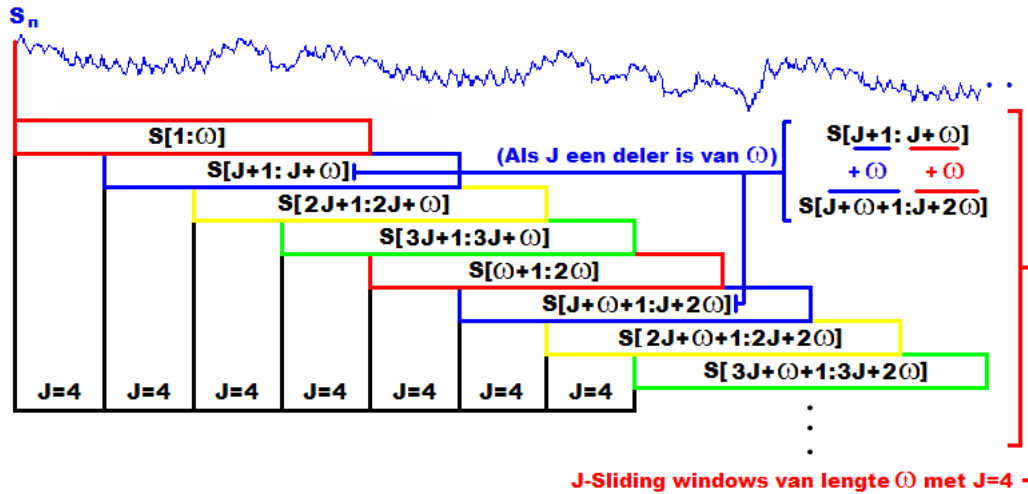 Sn
S[1:ω]
S[J+1: J+ω]
(Als J een deler is van ω)
S[J+1: J+ω]
+ ω + ω
S[J+ω+1:J+2ω]
S[2J+1:2J+ω]
S[3J+1:3J+ω]
S[ω+1:2ω]
S[J+ω+1:J+2ω]
S[2J+ω+1:2J+2ω]
S[3J+ω+1:3J+2ω]
J=4 J=4 J=4 J=4 J=4 J=4 J=4
J-Sliding windows van lengte ω met J=4